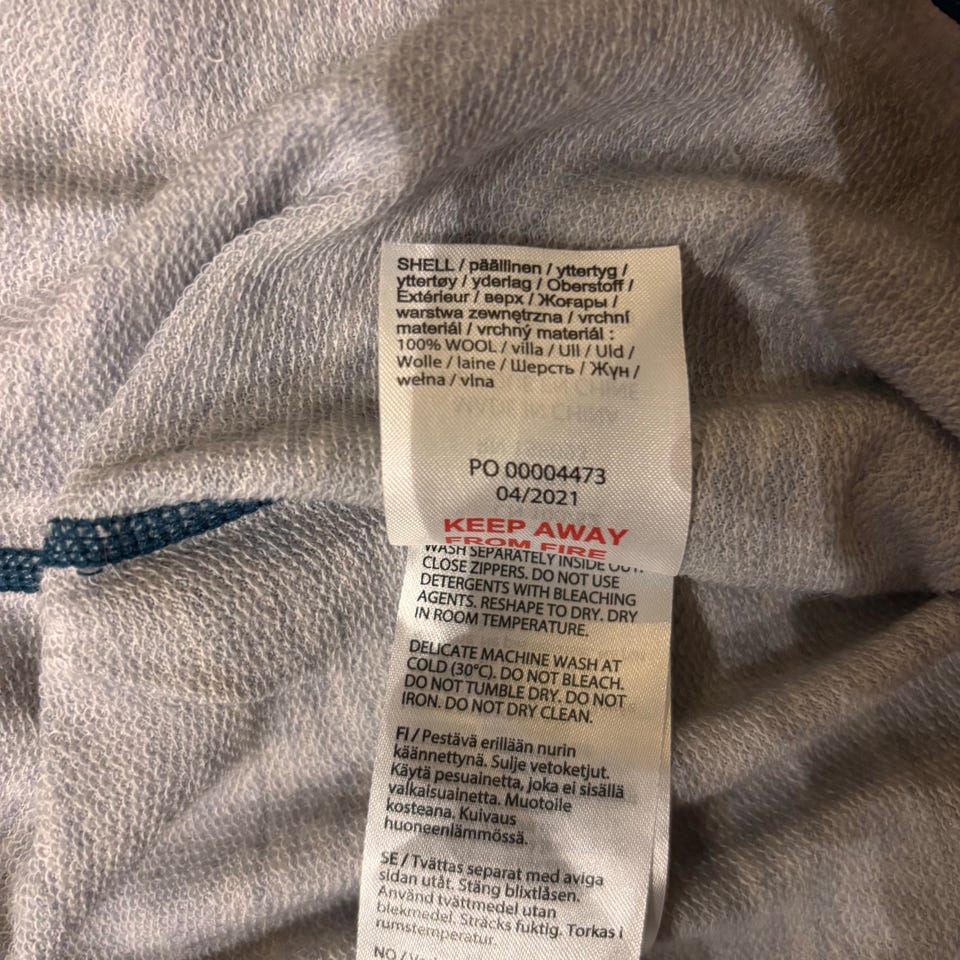 SHELL / päällinen / yttertyg /
yttertøy / yderlag / Oberstoff /
Extérieur / верх / Жоғары /
warstwa zewnętrzna / vrchní
materiál / vrchný materiál :
100% WOOL / villa / Ull / Uld /
Wolle / laine / Шерсть / Жүн /
wełna / vlna
PO 00004473
04/2021
KEEP AWAY
FROM FIRE
WASH SEPARATELY INSIDE OUT.
CLOSE ZIPPERS. DO NOT USE
DETERGENTS WITH BLEACHING
AGENTS. RESHAPE TO DRY. DRY
IN ROOM TEMPERATURE.
DELICATE MACHINE WASH AT
COLD (30°C). DO NOT BLEACH.
DO NOT TUMBLE DRY. DO NOT
IRON. DO NOT DRY CLEAN.
FI / Pestävä erillään nurin
käännettynä. Sulje vetoketjut.
Käytä pesuainetta, joka ei sisällä
valkaisuainetta. Muotoile
kosteana. Kuivaus
huoneenlämmössä.
SE / Tvättas separat med aviga
sidan utåt. Stäng blixtlåsen.
Använd tvättmedel utan
blekmedel. Sträcks fuktig. Torkas i
rumstemperatur.
NO /